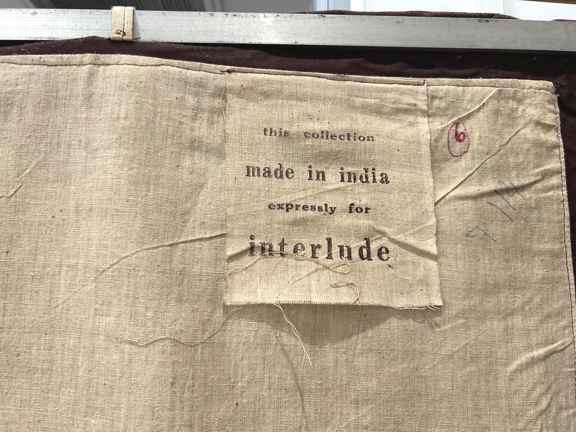 this collection
made in india
expressly for
interlude
6